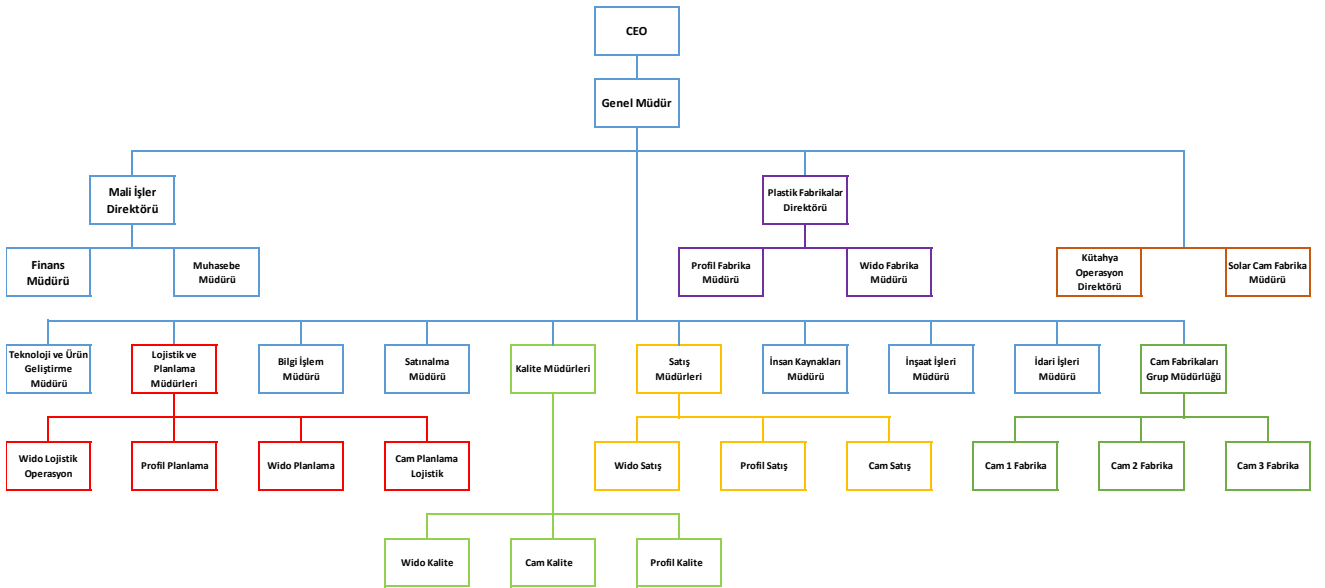 CEO
Genel Müdür
Mali İşler
Direktörü
Plastik Fabrikalar
Direktörü
Finans
Müdürü
Muhasebe
Müdürü
Profil Fabrika
Müdürü
Wido Fabrika
Müdürü
Kütahya
Operasyon
Direktörü
Solar Cam Fabrika
Müdürü
Teknoloji ve Ürün
Geliştirme
Müdürü
Lojistik ve
Planlama
Müdürleri
Bilgi İşlem
Müdürü
Satınalma
Müdürü
Kalite Müdürleri
Satış
Müdürleri
İnsan Kaynakları
Müdürü
İnşaat İşleri
Müdürü
İdari İşleri
Müdürü
Cam Fabrikaları
Grup Müdürlüğü
Wido Lojistik
Operasyon
Profil Planlama
Wido Planlama
Cam Planlama
Lojistik
Wido Satış
Profil Satış
Cam Satış
Cam 1 Fabrika
Cam 2 Fabrika
Cam 3 Fabrika
Wido Kalite
Cam Kalite
Profil Kalite